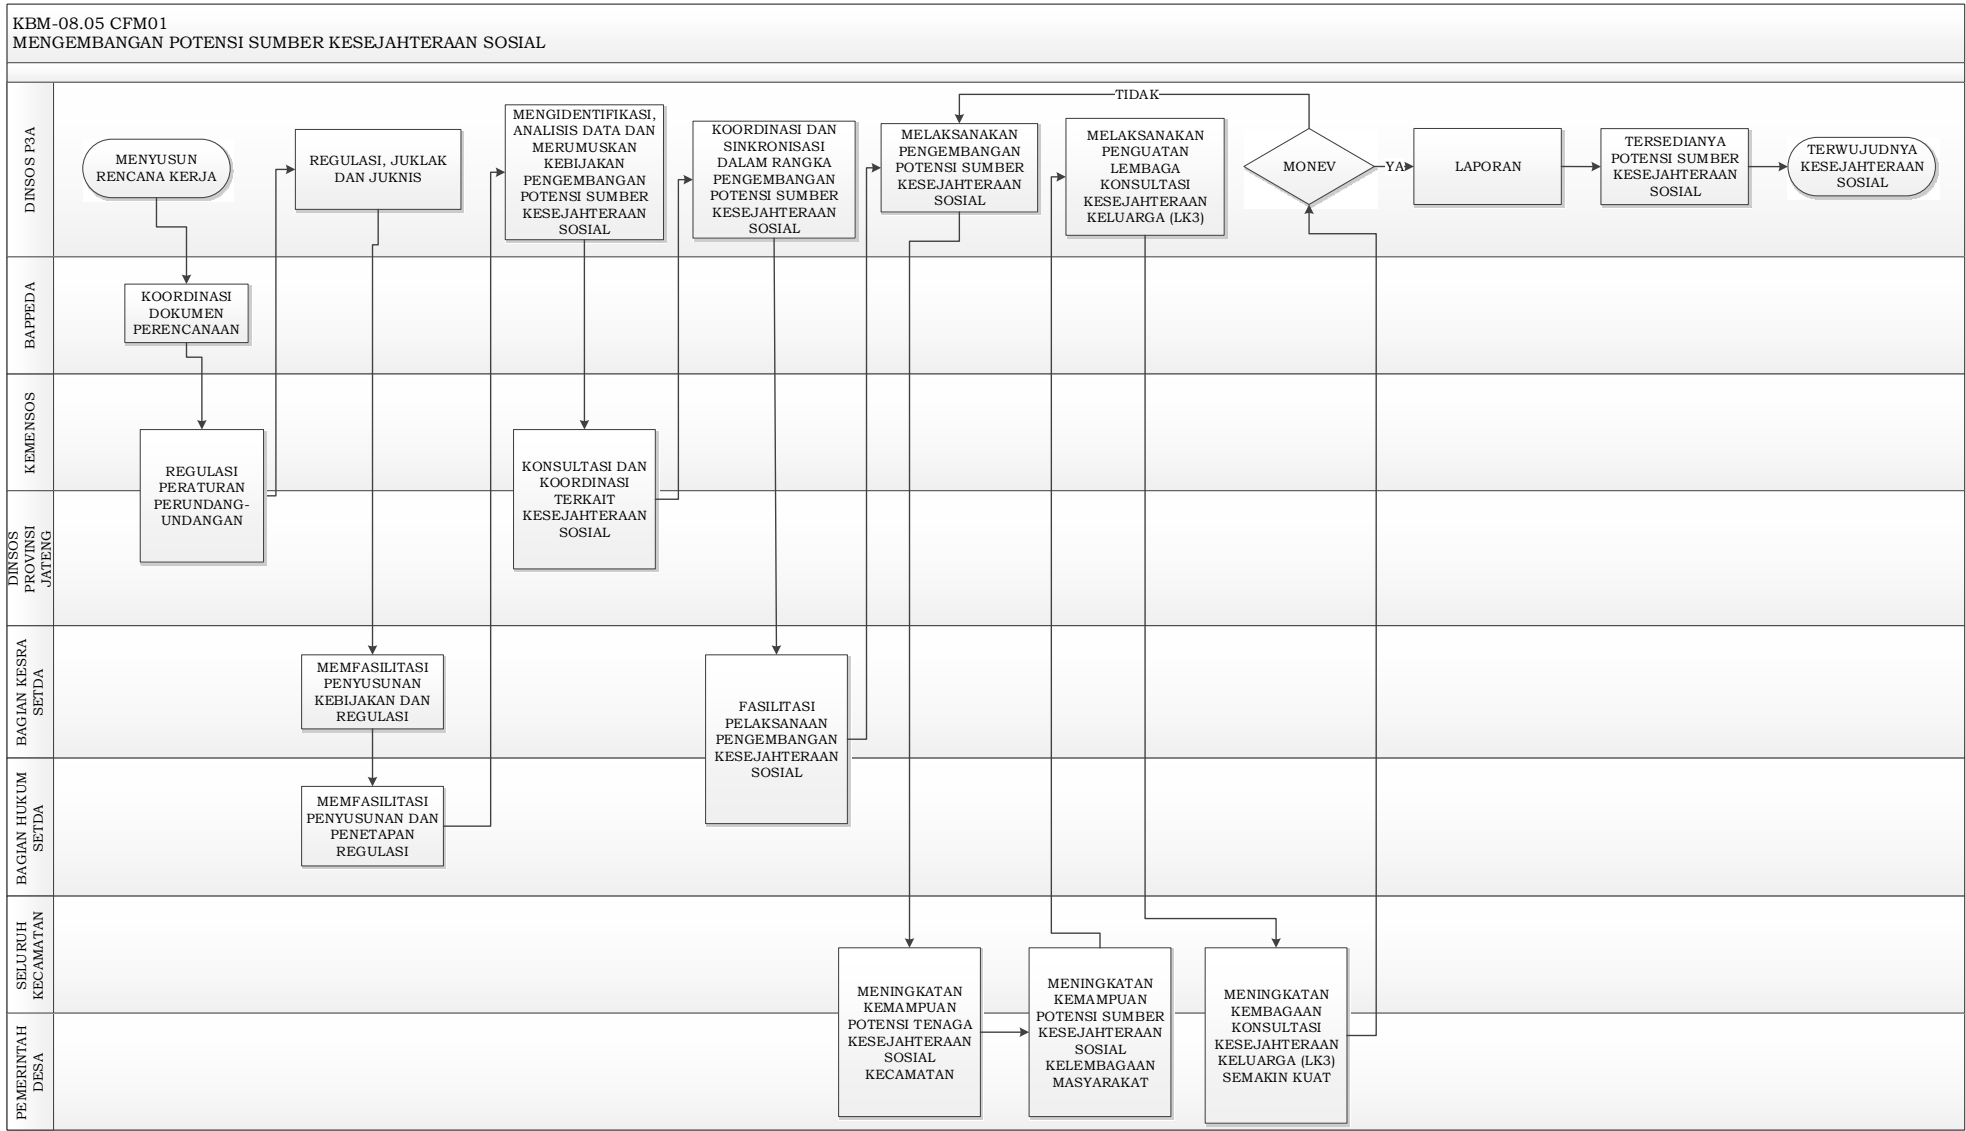 KBM-08.05 CFM01
MENGEMBANGAN POTENSI SUMBER KESEJAHTERAAN SOSIAL
DINSOS P3A
MENYUSUN
RENCANA KERJA
REGULASI, JUKLAK
DAN JUKNIS
MENGIDENTIFIKASI,
ANALISIS DATA DAN
MERUMUSKAN
KEBIJAKAN
PENGEMBANGAN
POTENSI SUMBER
KESEJAHTERAAN
SOSIAL
KOORDINASI DAN
SINKRONISASI
DALAM RANGKA
PENGEMBANGAN
POTENSI SUMBER
KESEJAHTERAAN
SOSIAL
MELAKSANAKAN
PENGEMBANGAN
POTENSI SUMBER
KESEJAHTERAAN
SOSIAL
MELAKSANAKAN
PENGUATAN
LEMBAGA
KONSULTASI
KESEJAHTERAAN
KELUARGA (LK3)
TIDAK
MONEV
YA
LAPORAN
TERSEDIANYA
POTENSI SUMBER
KESEJAHTERAAN
SOSIAL
TERWUJUDNYA
KESEJAHTERAAN
SOSIAL
BAPPEDA
KOORDINASI
DOKUMEN
PERENCANAAN
KEMENSOS
REGULASI
PERATURAN
PERUNDANG-
UNDANGAN
KONSULTASI DAN
KOORDINASI
TERKAIT
KESEJAHTERAAN
SOSIAL
DINSOS
PROVINSI
JATENG
BAGIAN KESRA
SETDA
MEMFASILITASI
PENYUSUNAN
KEBIJAKAN DAN
REGULASI
FASILITASI
PELAKSANAAN
PENGEMBANGAN
KESEJAHTERAAN
SOSIAL
BAGIAN HUKUM
SETDA
MEMFASILITASI
PENYUSUNAN DAN
PENETAPAN
REGULASI
SELURUH
KECAMATAN
MENINGKATAN
KEMAMPUAN
POTENSI TENAGA
KESEJAHTERAAN
SOSIAL
KECAMATAN
MENINGKATAN
KEMAMPUAN
POTENSI SUMBER
KESEJAHTERAAN
SOSIAL
KELEMBAGAAN
MASYARAKAT
MENINGKATAN
KEMBAGAAN
KONSULTASI
KESEJAHTERAAN
KELUARGA (LK3)
SEMAKIN KUAT
PEMERINTAH
DESA